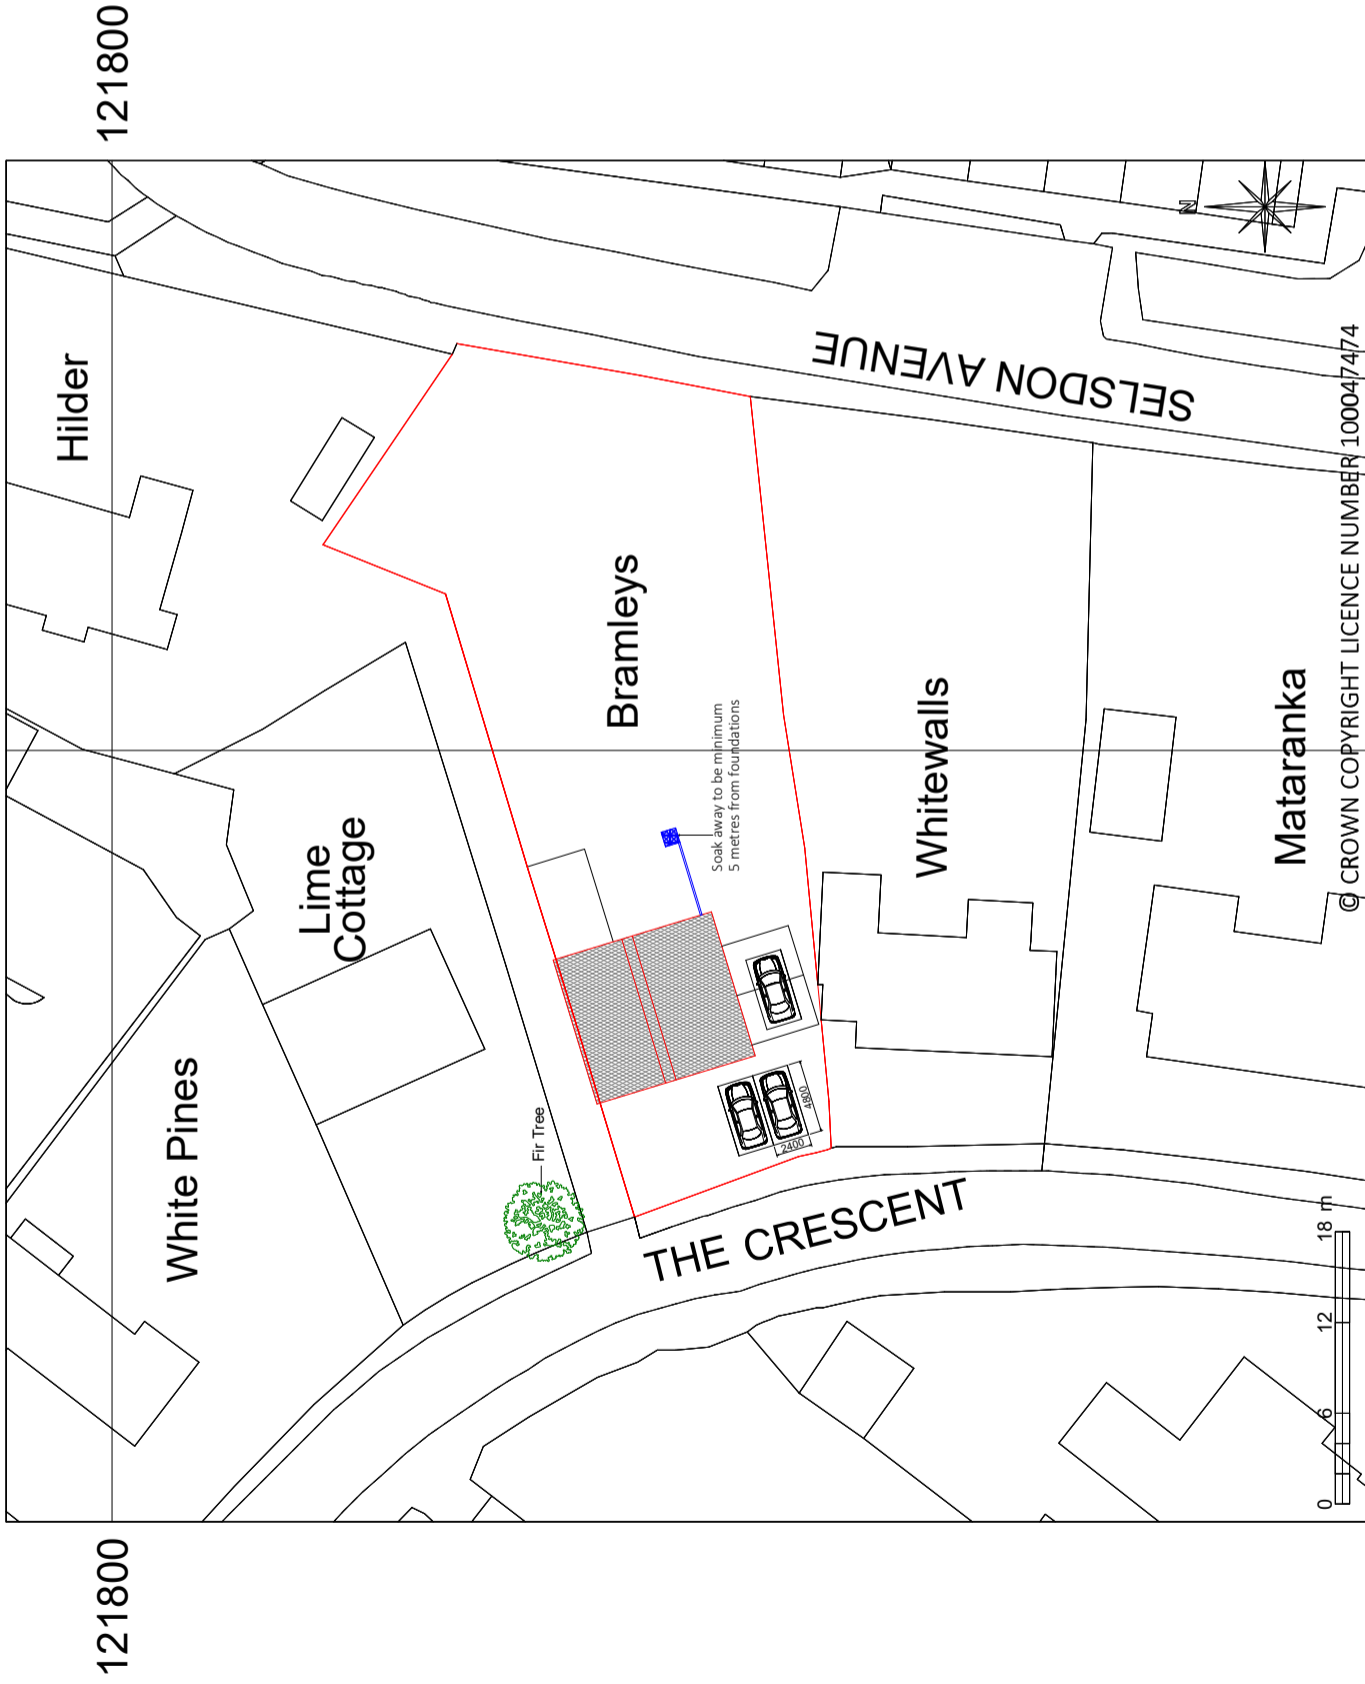 121800
Hilder
N
SELSDON AVENUE
Bramleys
Soak away to be minimum
5 metres from foundations
Lime
Cottage
Whitewalls
Mataranka
White Pines
Fir Tree
4800
2400
THE CRESCENT
0 6 12 18 m
© CROWN COPYRIGHT LICENCE NUMBER 100047474
121800